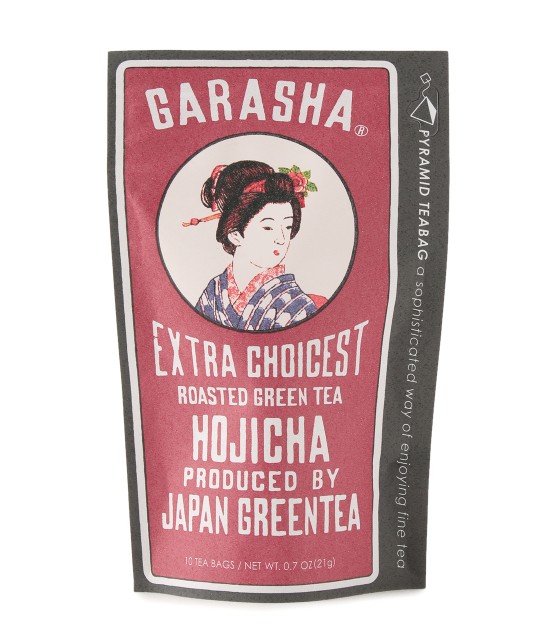 GARASHA®
EXTRA CHOICEST
ROASTED GREEN TEA
HOJICHA
PRODUCED BY
JAPAN GREENTEA
10 TEA BAGS / NET WT. 0.7 OZ (21g)
PYRAMID TEABAG a sophisticated way of enjoying fine tea